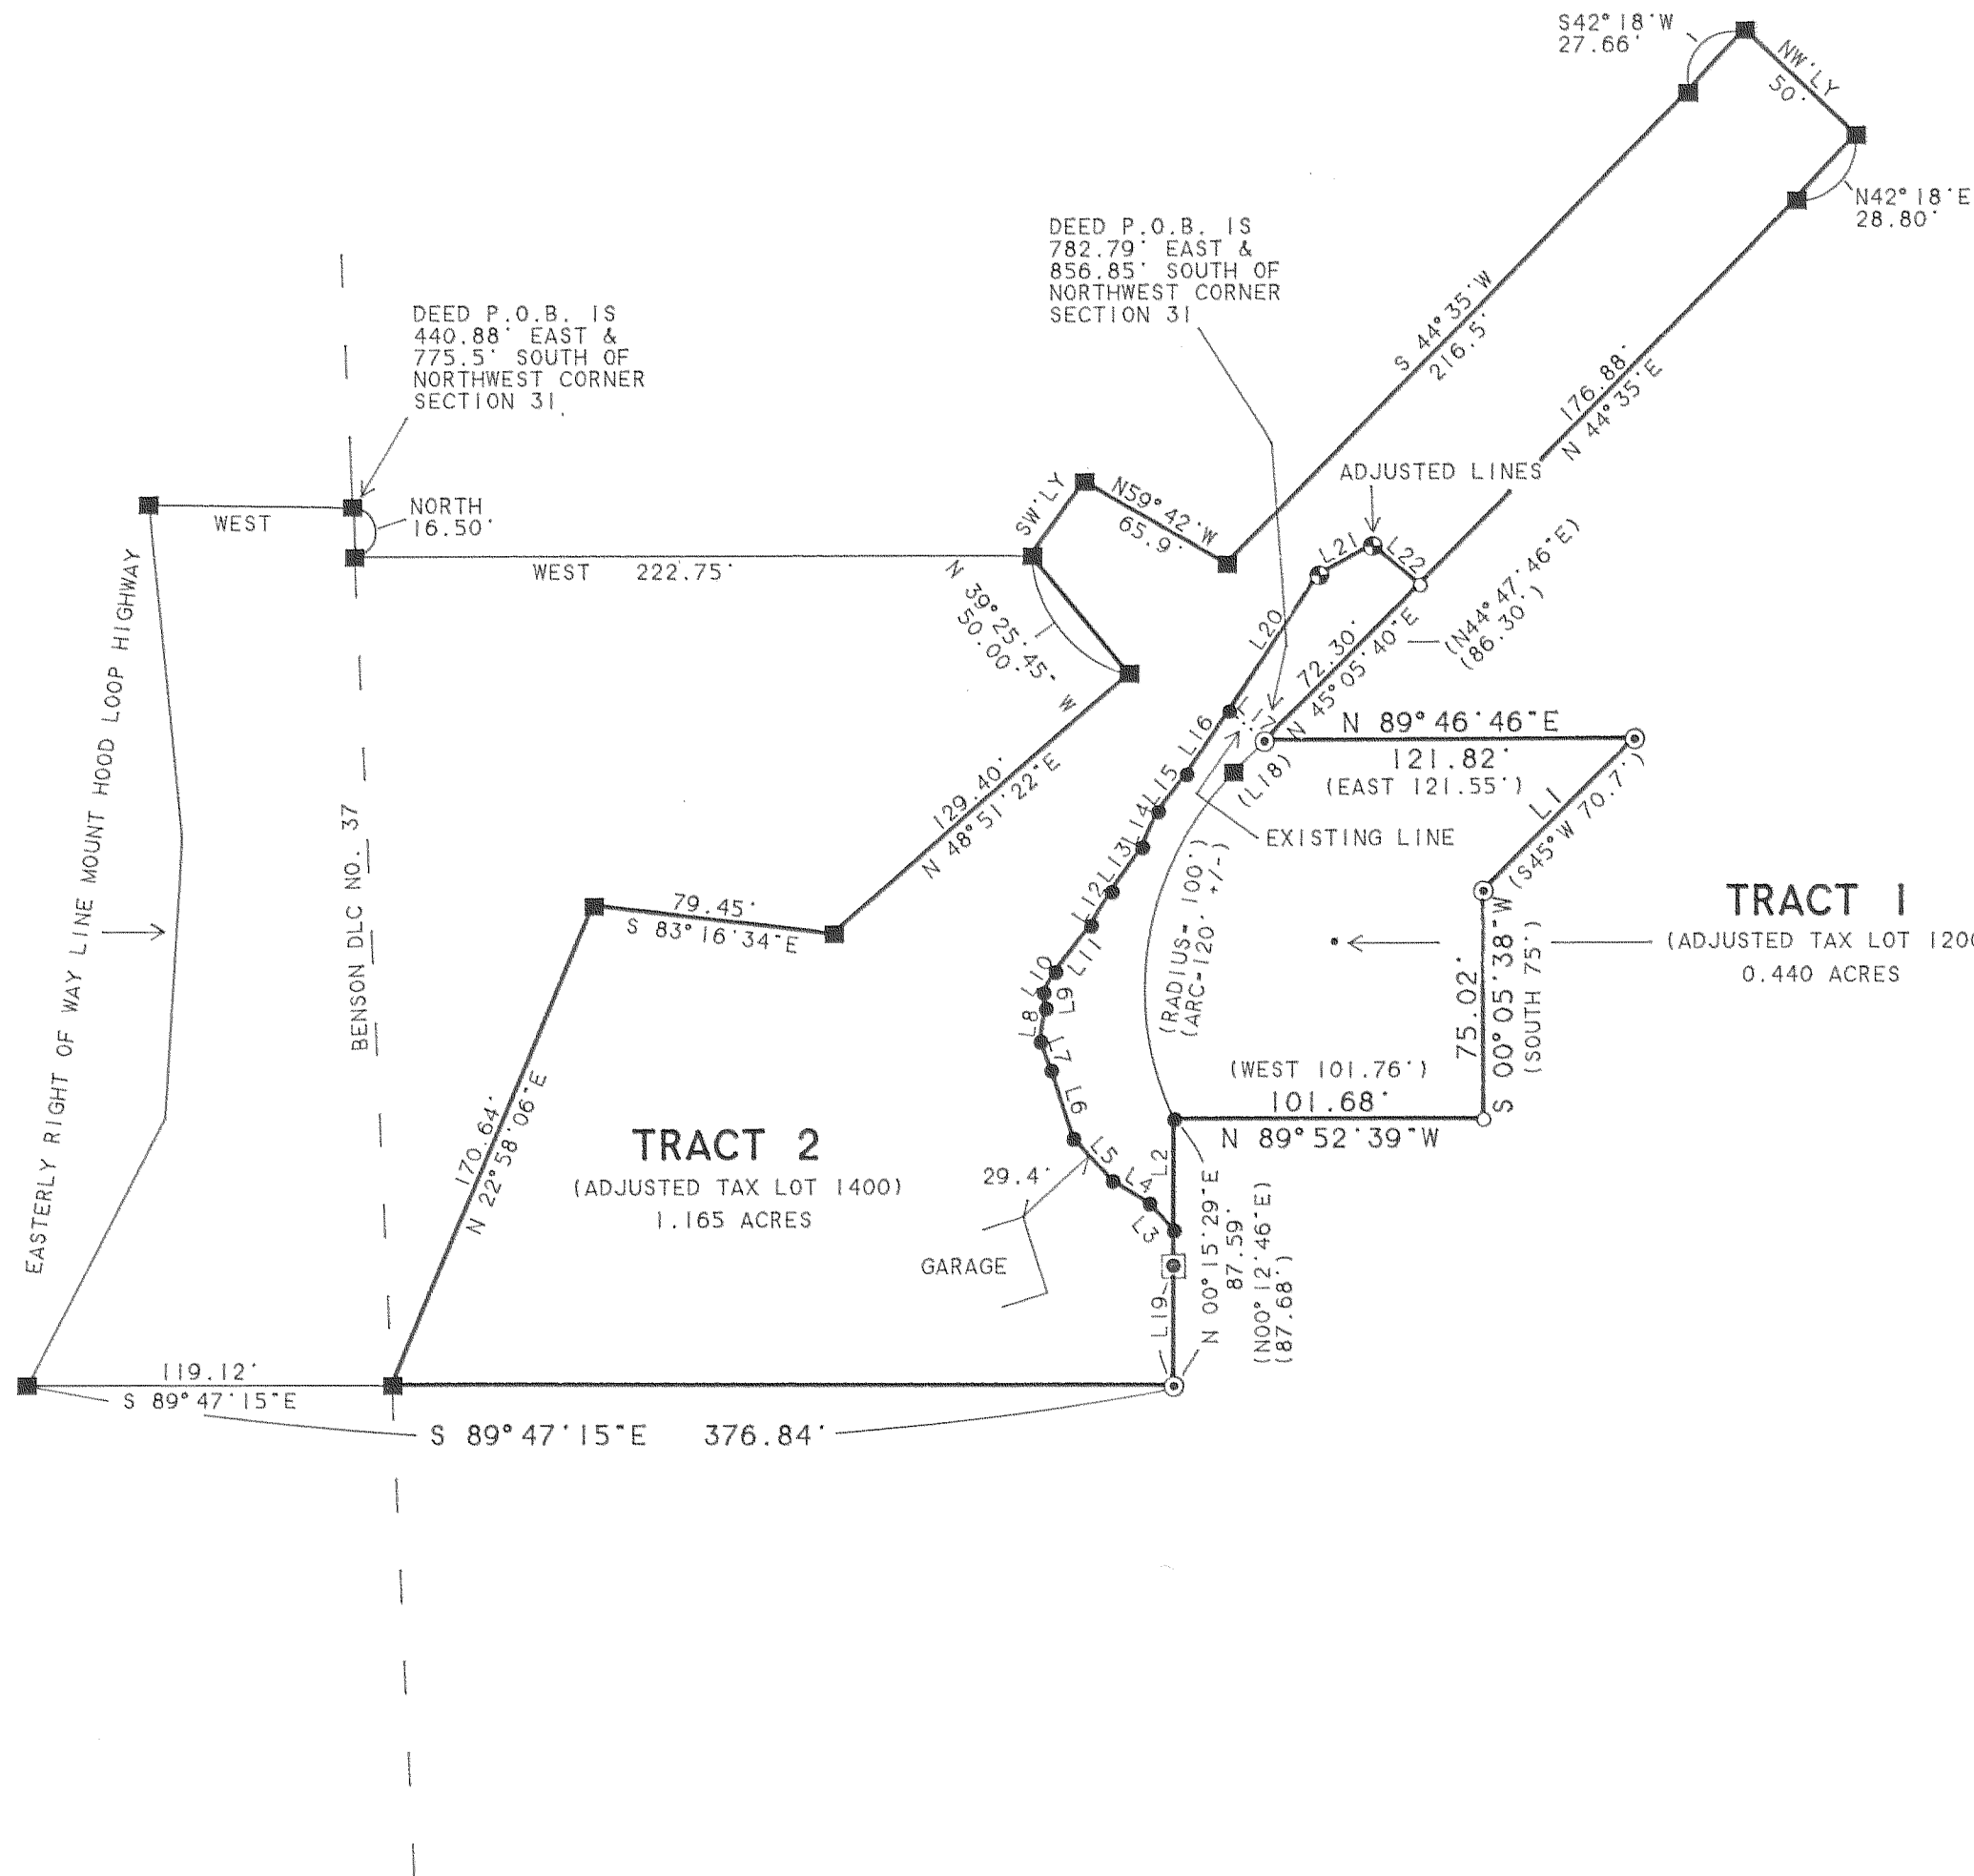 S42°18'W
27.66'
NW'LY
50'
N42°18'E
28.80'
DEED P.O.B. IS
782.79' EAST &
856.85' SOUTH OF
NORTHWEST CORNER
SECTION 31
DEED P.O.B. IS
440.88' EAST &
775.5' SOUTH OF
NORTHWEST CORNER
SECTION 31
S 44°35'W
216.5'
176.88'
N 44°35'E
ADJUSTED LINES
NORTH
16.50'
WEST
SW'LY
N59°42'W
65.9'
L21
L22
WEST 222.75'
N 39°25'45" W
50.00'
(N44°47'46"E)
(86.30')
L20
72.30'
N 45°05'40"E
L17
L16
N 89°46'46"E
121.82'
(EAST 121.55')
(L18)
L15
L1
(S45°W 70.7')
EXISTING LINE
L14
L13
L12
L11
L10
L9
L8
L7
L6
L5
L4
L3
L2
(RADIUS= 100')
(ARC=120' +/-)
129.40'
N 48°51'22"E
79.45'
S 83°16'34"E
EASTERLY RIGHT OF WAY LINE MOUNT HOOD LOOP HIGHWAY
BENSON DLC NO. 37
TRACT 1
(ADJUSTED TAX LOT 1200
0.440 ACRES
75.02'
S 00°05'38"W
(SOUTH 75')
(WEST 101.76')
101.68'
N 89°52'39"W
170.64'
N 22°58'06"E
TRACT 2
(ADJUSTED TAX LOT 1400)
1.165 ACRES
29.4'
GARAGE
L19
N 00°15'29"E
87.59'
(N00°12'46"E)
(87.68')
119.12'
S 89°47'15"E
S 89°47'15"E 376.84'